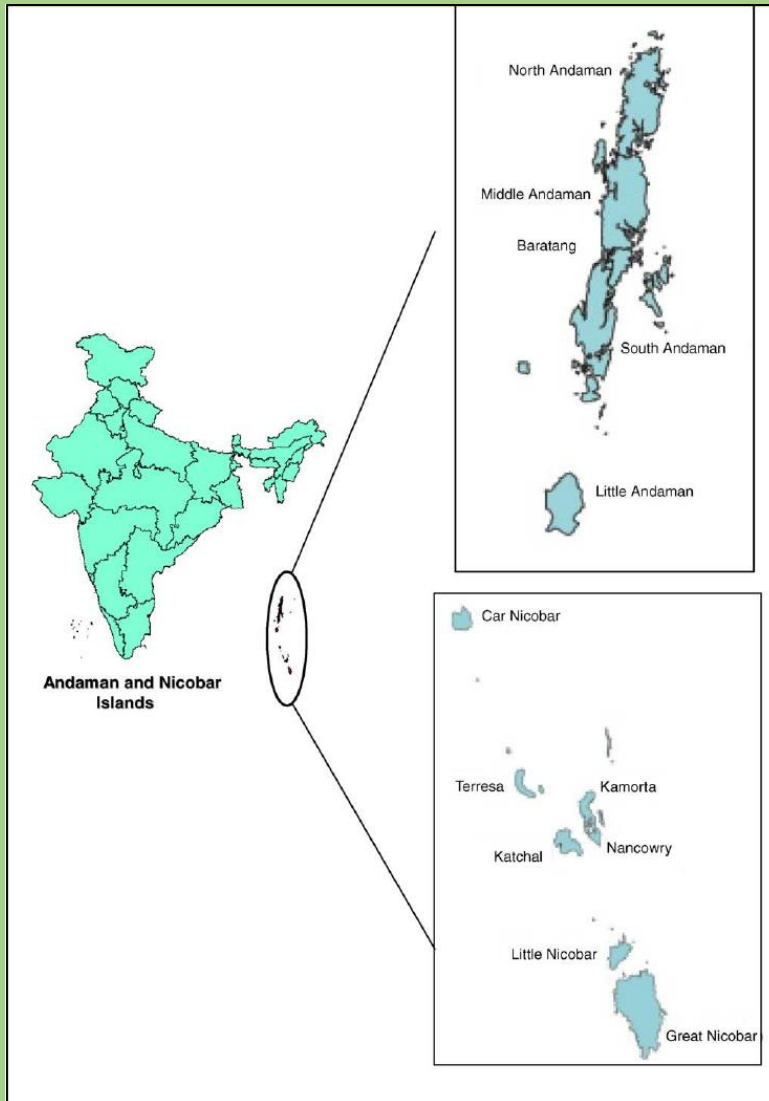 North Andaman
Middle Andaman
Baratang
South Andaman
Little Andaman
Andaman and Nicobar
Islands
Car Nicobar
Terresa
Kamorta
Katchal
Nancowry
Little Nicobar
Great Nicobar